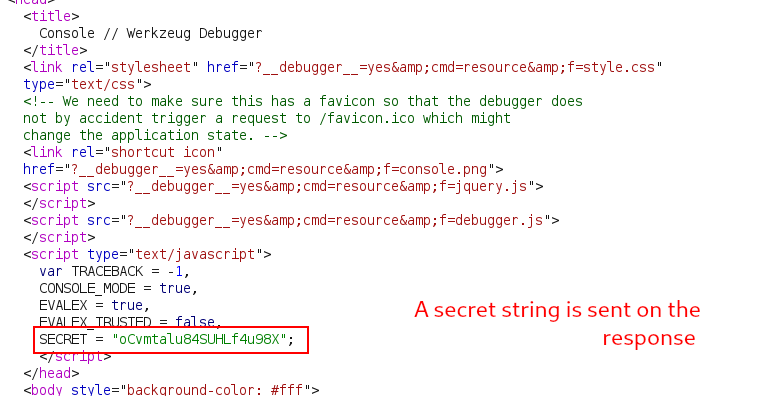 <head>
<title>
Console // Werkzeug Debugger
</title>
<link rel="stylesheet" href="?__debugger__=yes&amp;cmd=resource&amp;f=style.css"
type="text/css">
<!-- We need to make sure this has a favicon so that the debugger does
not by accident trigger a request to /favicon.ico which might
change the application state. -->
<link rel="shortcut icon"
href="?__debugger__=yes&amp;cmd=resource&amp;f=console.png">
<script src="?__debugger__=yes&amp;cmd=resource&amp;f=jquery.js">
</script>
<script src="?__debugger__=yes&amp;cmd=resource&amp;f=debugger.js">
</script>
<script type="text/javascript">
var TRACEBACK = -1,
CONSOLE_MODE = true,
EVALEX = true,
EVALEX_TRUSTED = false,
SECRET = "oCvmtalu84SUHLf4u98X";
</script>
</head>
<body style="background-color: #fff">
A secret string is sent on the
response